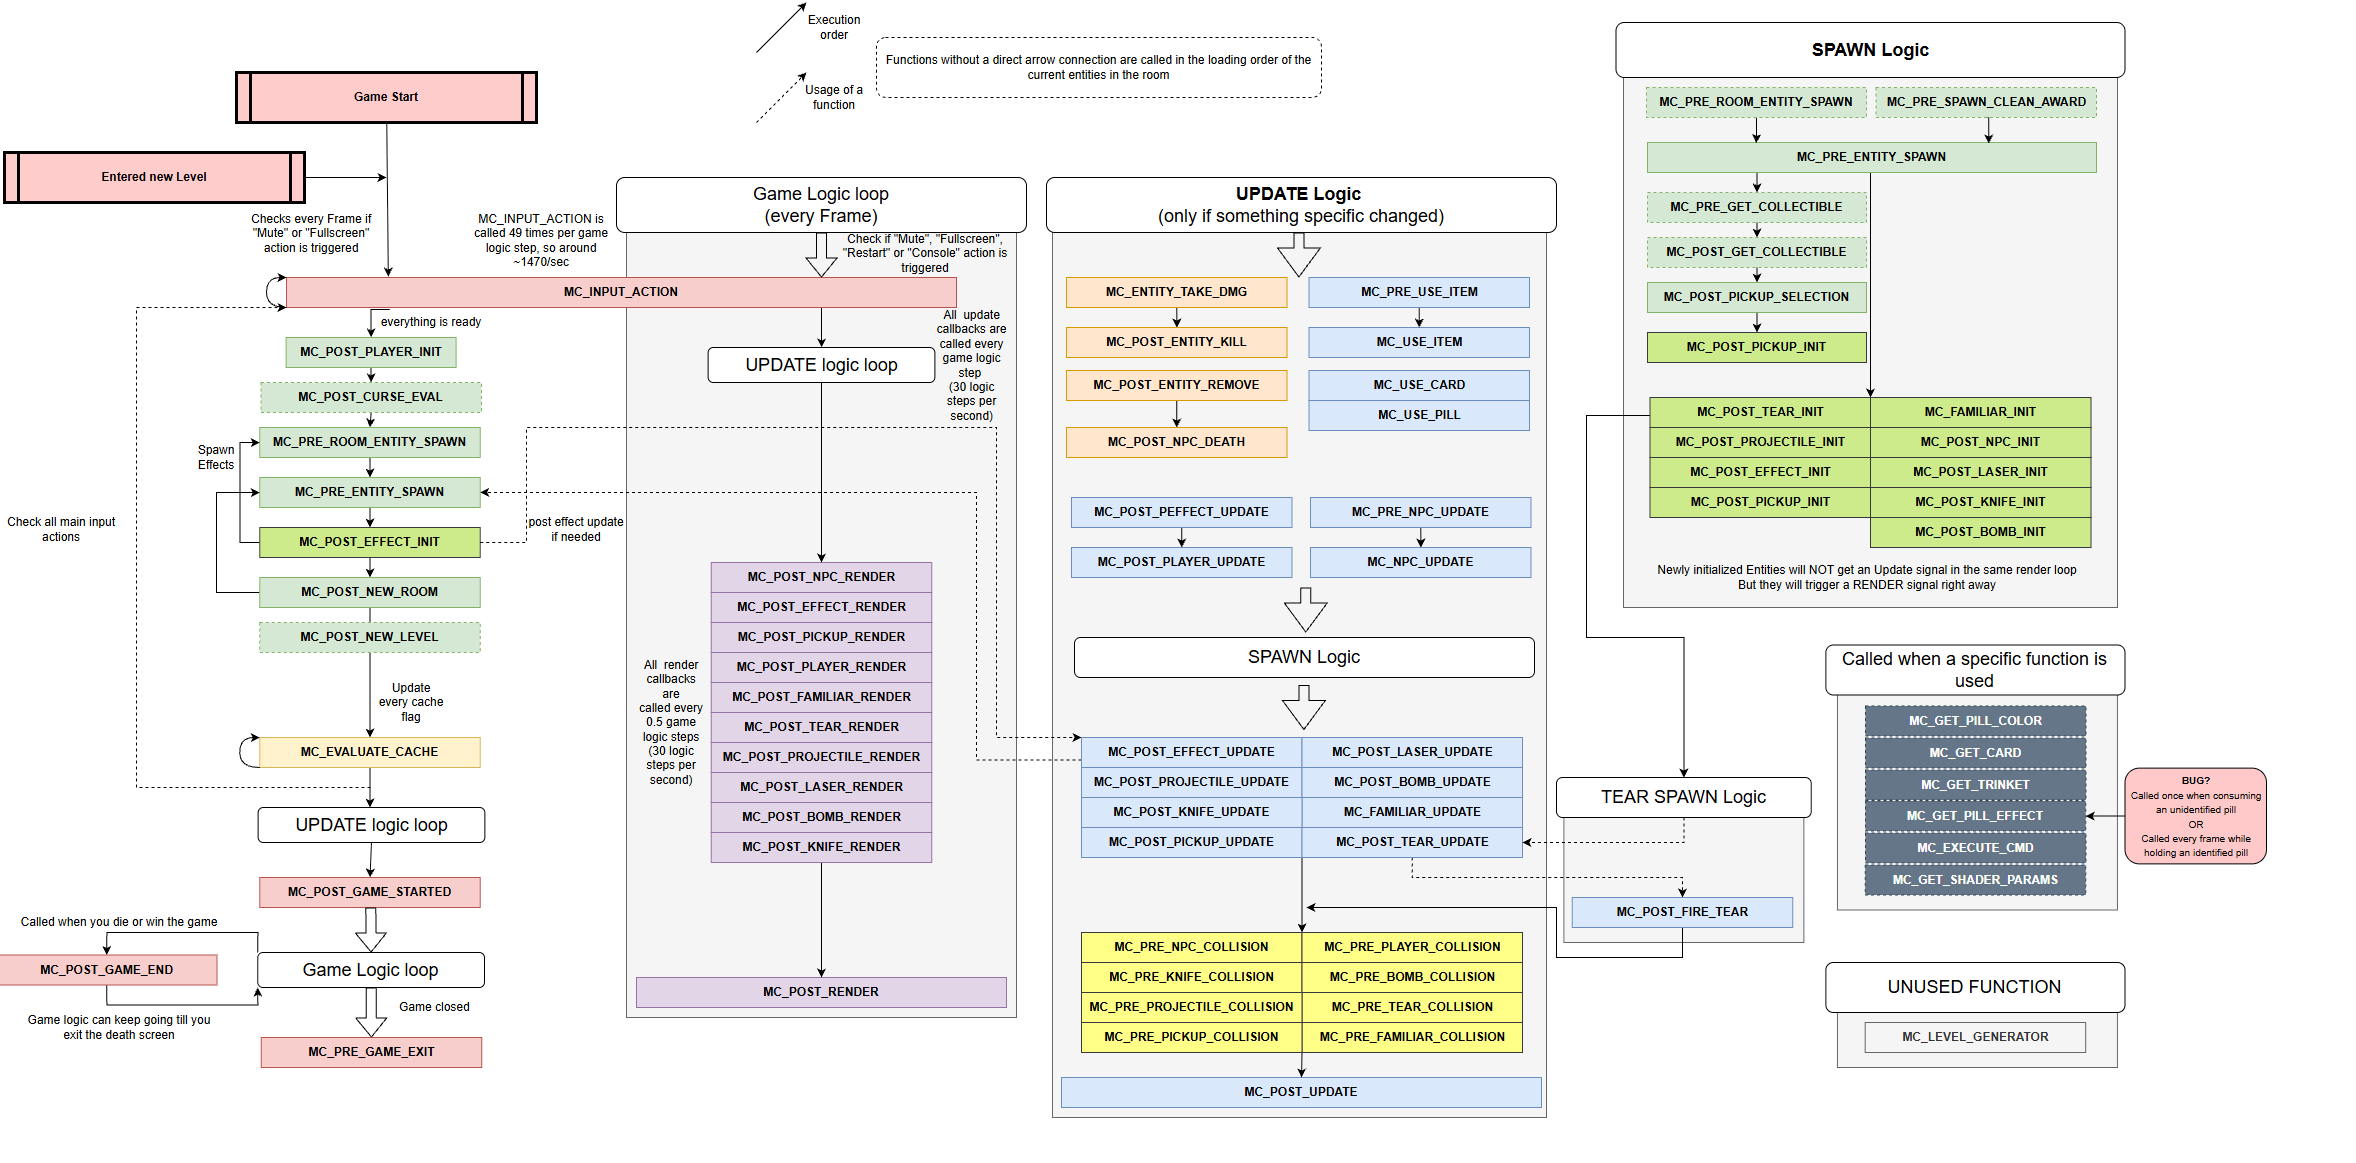 Execution
order
Usage of a
function
Functions without a direct arrow connection are called in the loading order of the
current entities in the room
Game Start
Entered new Level
Checks every Frame if
"Mute" or "Fullscreen"
action is triggered
MC_INPUT_ACTION is
called 49 times per game
logic step, so around
~1470/sec
MC_INPUT_ACTION
everything is ready
MC_POST_PLAYER_INIT
MC_POST_CURSE_EVAL
MC_PRE_ROOM_ENTITY_SPAWN
Spawn
Effects
MC_PRE_ENTITY_SPAWN
Check all main input
actions
MC_POST_EFFECT_INIT
post effect update
if needed
MC_POST_NEW_ROOM
MC_POST_NEW_LEVEL
Update
every cache
flag
MC_EVALUATE_CACHE
UPDATE logic loop
MC_POST_GAME_STARTED
Called when you die or win the game
MC_POST_GAME_END
Game Logic loop
Game logic can keep going till you
exit the death screen
Game closed
MC_PRE_GAME_EXIT
Game Logic loop
(every Frame)
Check if "Mute", "Fullscreen",
"Restart" or "Console" action is
triggered
All update
callbacks are
called every
game logic
step
(30 logic
steps per
second)
UPDATE logic loop
MC_POST_NPC_RENDER
MC_POST_EFFECT_RENDER
MC_POST_PICKUP_RENDER
MC_POST_PLAYER_RENDER
MC_POST_FAMILIAR_RENDER
MC_POST_TEAR_RENDER
MC_POST_PROJECTILE_RENDER
MC_POST_LASER_RENDER
MC_POST_BOMB_RENDER
MC_POST_KNIFE_RENDER
All render
callbacks
are
called every
0.5 game
logic steps
(30 logic
steps per
second)
MC_POST_RENDER
UPDATE Logic
(only if something specific changed)
MC_ENTITY_TAKE_DMG
MC_PRE_USE_ITEM
MC_POST_ENTITY_KILL
MC_USE_ITEM
MC_POST_ENTITY_REMOVE
MC_USE_CARD
MC_USE_PILL
MC_POST_NPC_DEATH
MC_POST_PEFFECT_UPDATE
MC_PRE_NPC_UPDATE
MC_POST_PLAYER_UPDATE
MC_NPC_UPDATE
SPAWN Logic
MC_POST_EFFECT_UPDATE
MC_POST_LASER_UPDATE
MC_POST_PROJECTILE_UPDATE
MC_POST_BOMB_UPDATE
MC_POST_KNIFE_UPDATE
MC_FAMILIAR_UPDATE
MC_POST_PICKUP_UPDATE
MC_POST_TEAR_UPDATE
MC_PRE_NPC_COLLISION
MC_PRE_PLAYER_COLLISION
MC_PRE_KNIFE_COLLISION
MC_PRE_BOMB_COLLISION
MC_PRE_PROJECTILE_COLLISION
MC_PRE_TEAR_COLLISION
MC_PRE_PICKUP_COLLISION
MC_PRE_FAMILIAR_COLLISION
MC_POST_UPDATE
TEAR SPAWN Logic
MC_POST_FIRE_TEAR
SPAWN Logic
MC_PRE_ROOM_ENTITY_SPAWN
MC_PRE_SPAWN_CLEAN_AWARD
MC_PRE_ENTITY_SPAWN
MC_PRE_GET_COLLECTIBLE
MC_POST_GET_COLLECTIBLE
MC_POST_PICKUP_SELECTION
MC_POST_PICKUP_INIT
MC_POST_TEAR_INIT
MC_FAMILIAR_INIT
MC_POST_PROJECTILE_INIT
MC_POST_NPC_INIT
MC_POST_EFFECT_INIT
MC_POST_LASER_INIT
MC_POST_PICKUP_INIT
MC_POST_KNIFE_INIT
MC_POST_BOMB_INIT
Newly initialized Entities will NOT get an Update signal in the same render loop
But they will trigger a RENDER signal right away
Called when a specific function is
used
MC_GET_PILL_COLOR
MC_GET_CARD
MC_GET_TRINKET
MC_GET_PILL_EFFECT
MC_EXECUTE_CMD
MC_GET_SHADER_PARAMS
BUG?
Called once when consuming
an unidentified pill
OR
Called every frame while
holding an identified pill
UNUSED FUNCTION
MC_LEVEL_GENERATOR